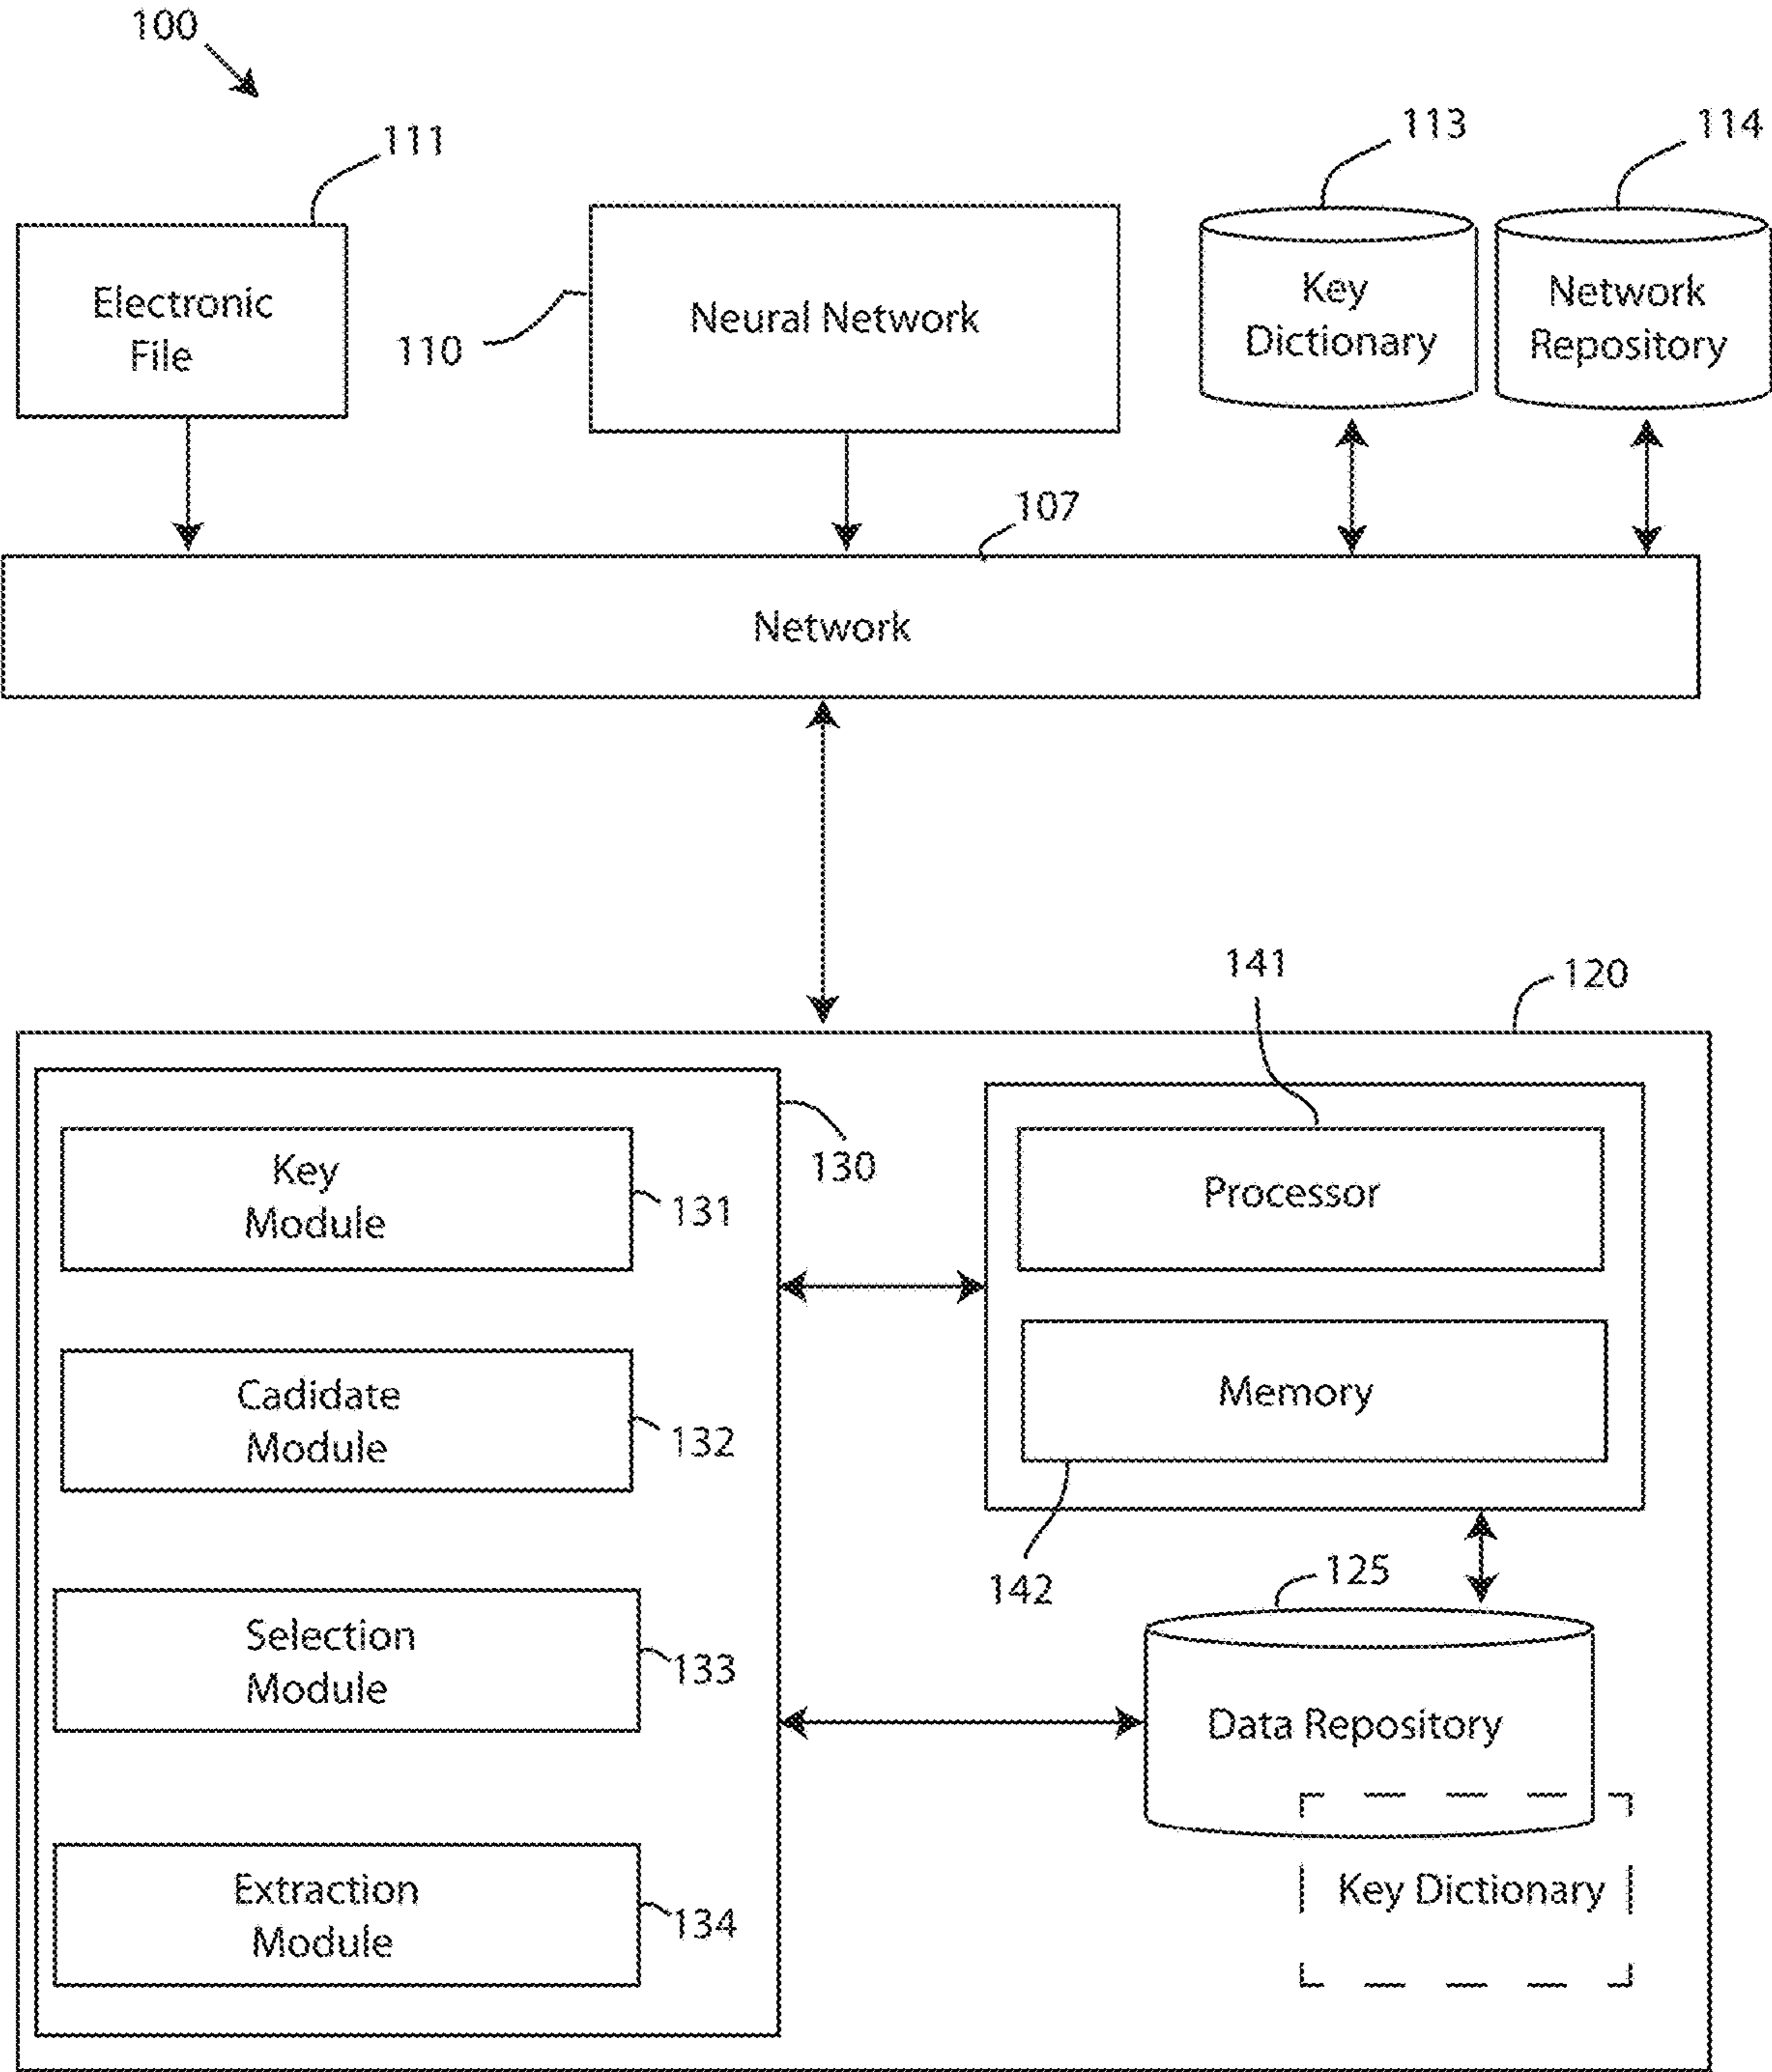 100
111
113
114
Electronic
File
110
Neural Network
Key
Dictionary
Network
Repository
107
Network
141
120
Key
Module
130
131
Processor
Cadidate
Module
132
Memory
142
125
Selection
Module
133
Data Repository
Extraction
Module
134
Key Dictionary